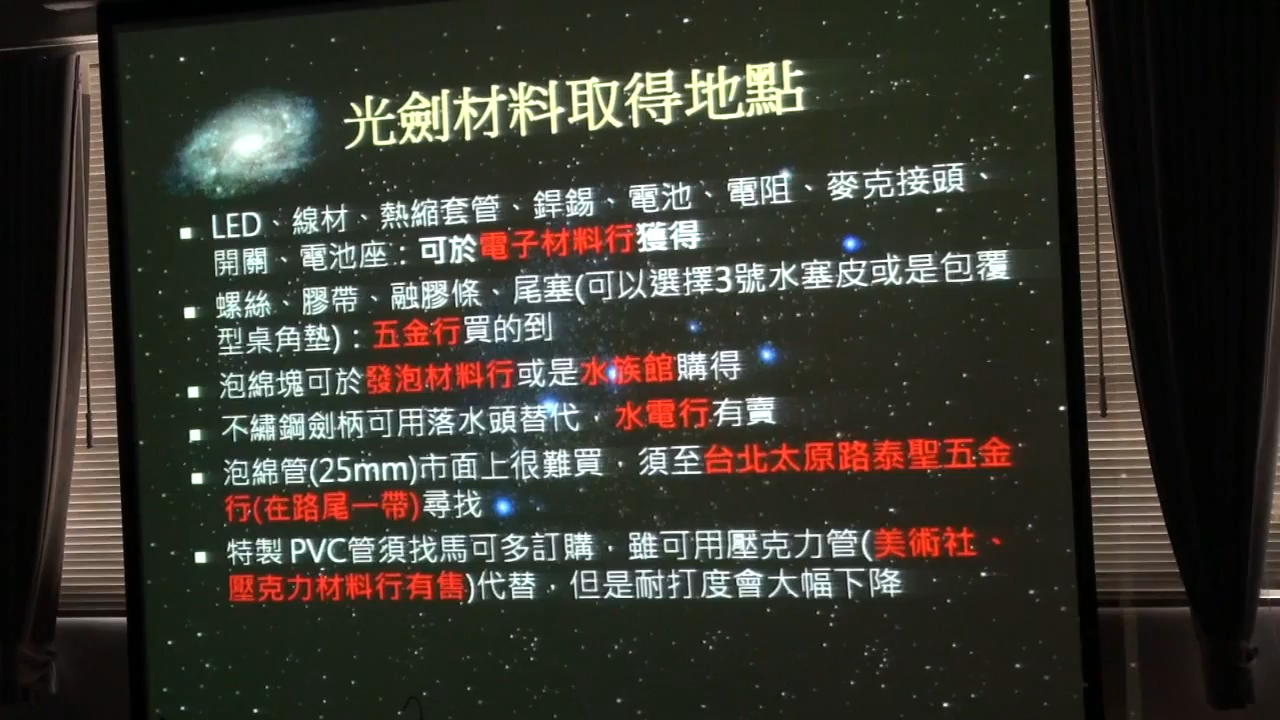 光劍材料取得地點
LED、線材、熱縮套管、銲錫、電池、電阻、麥克接頭、
開關、電池座：可於電子材料行獲得
螺絲、膠帶、融膠條、尾塞(可以選擇3號水塞皮或是包覆
型桌角墊)：五金行買的到
泡綿塊可於發泡材料行或是水族館購得
不繡鋼劍柄可用落水頭替代，水電行有賣
泡綿管(25mm)市面上很難買，須至台北太原路泰聖五金
行(在路尾一帶)尋找
特製PVC管須找馬可多訂購，雖可用壓克力管(美術社、
壓克力材料行有售)代替，但是耐打度會大幅下降